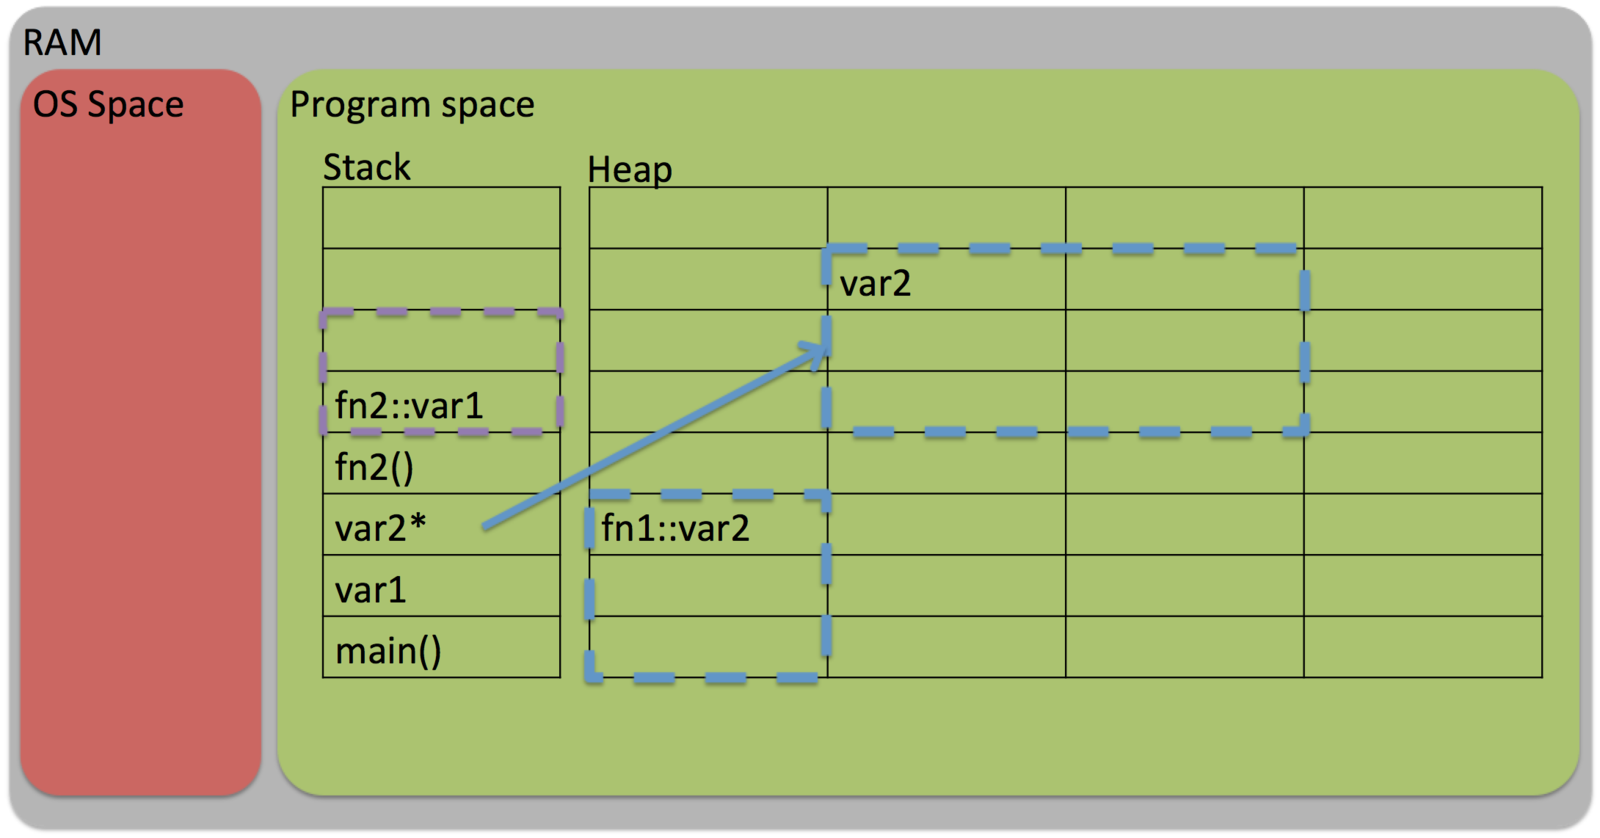 RAM
OS Space
Program space
Stack
Heap
var2
fn2::var1
fn2()
var2*
fn1::var2
var1
main()